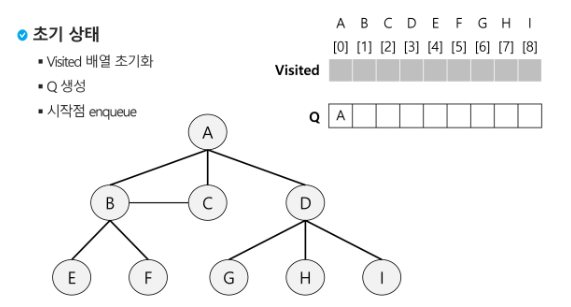 초기 상태
▪ Visited 배열 초기화
▪ Q 생성
▪ 시작점 enqueue
A B C D E F G H I
[0] [1] [2] [3] [4] [5] [6] [7] [8]
Visited
Q A
A
B C D
E F G H I